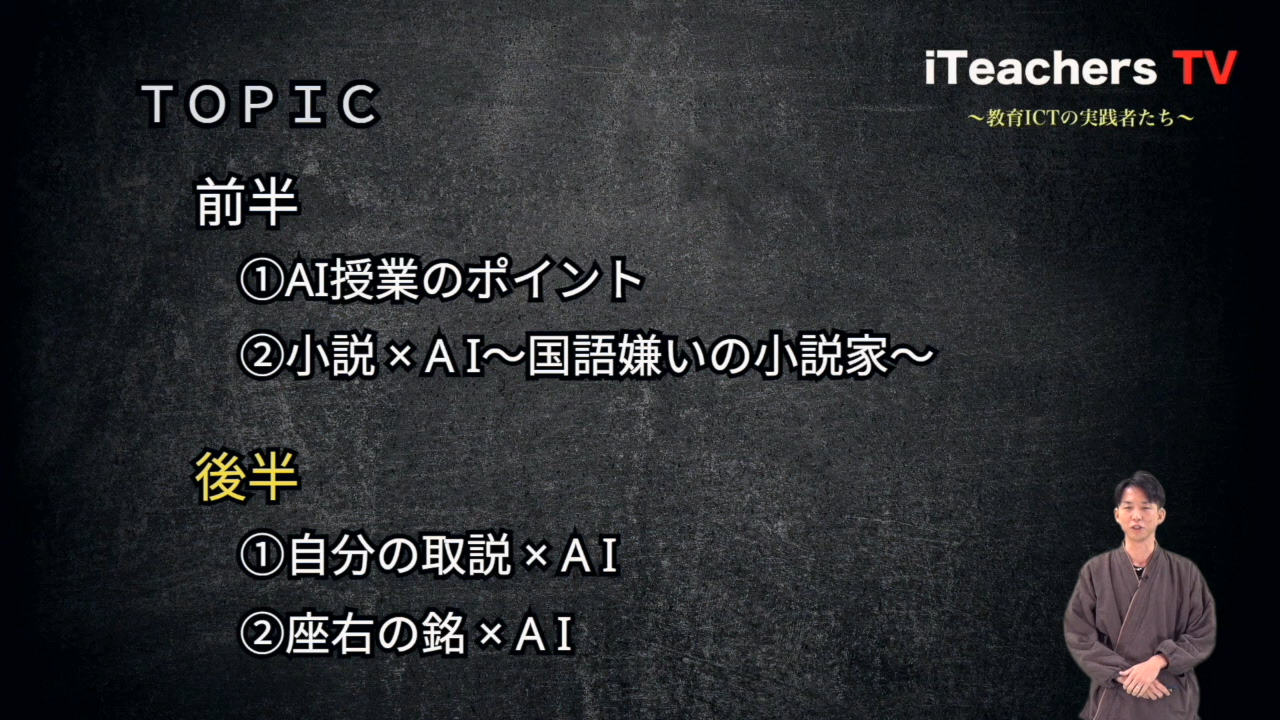 iTeachers TV
〜教育ICTの実践者たち〜
TOPIC
前半
①AI授業のポイント
②小説×AI〜国語嫌いの小説家〜
後半
①自分の取説×AI
②座右の銘×AI